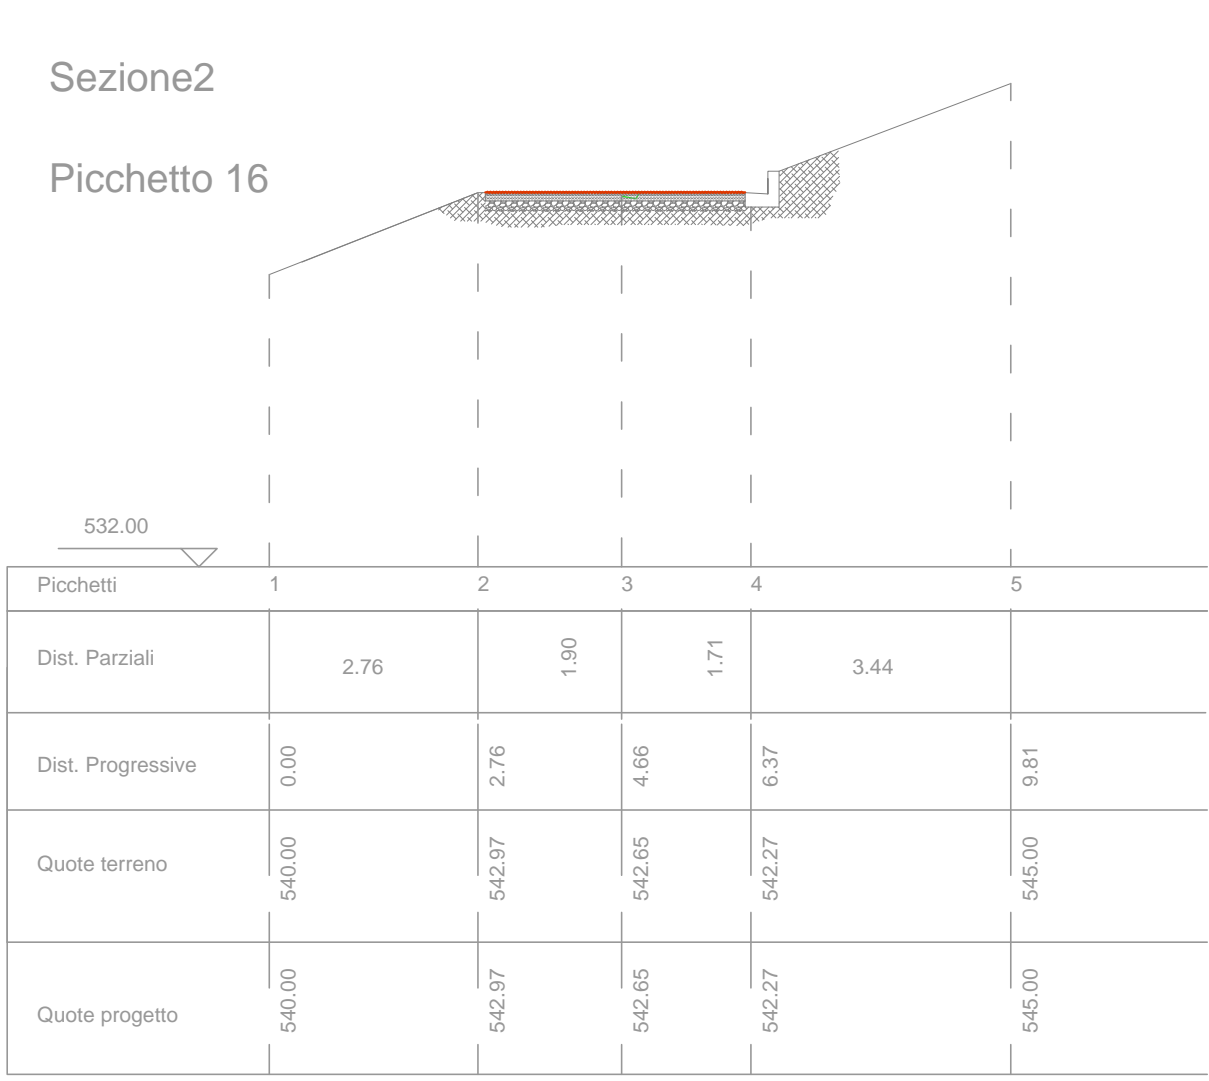 Sezione2
Picchetto 16
532.00
Picchetti 1 2 3 4 5
Dist. Parziali 2.76 1.90 1.71 3.44
Dist. Progressive 0.00 2.76 4.66 6.37 9.81
Quote terreno 540.00 542.97 542.65 542.27 545.00
Quote progetto 540.00 542.97 542.65 542.27 545.00